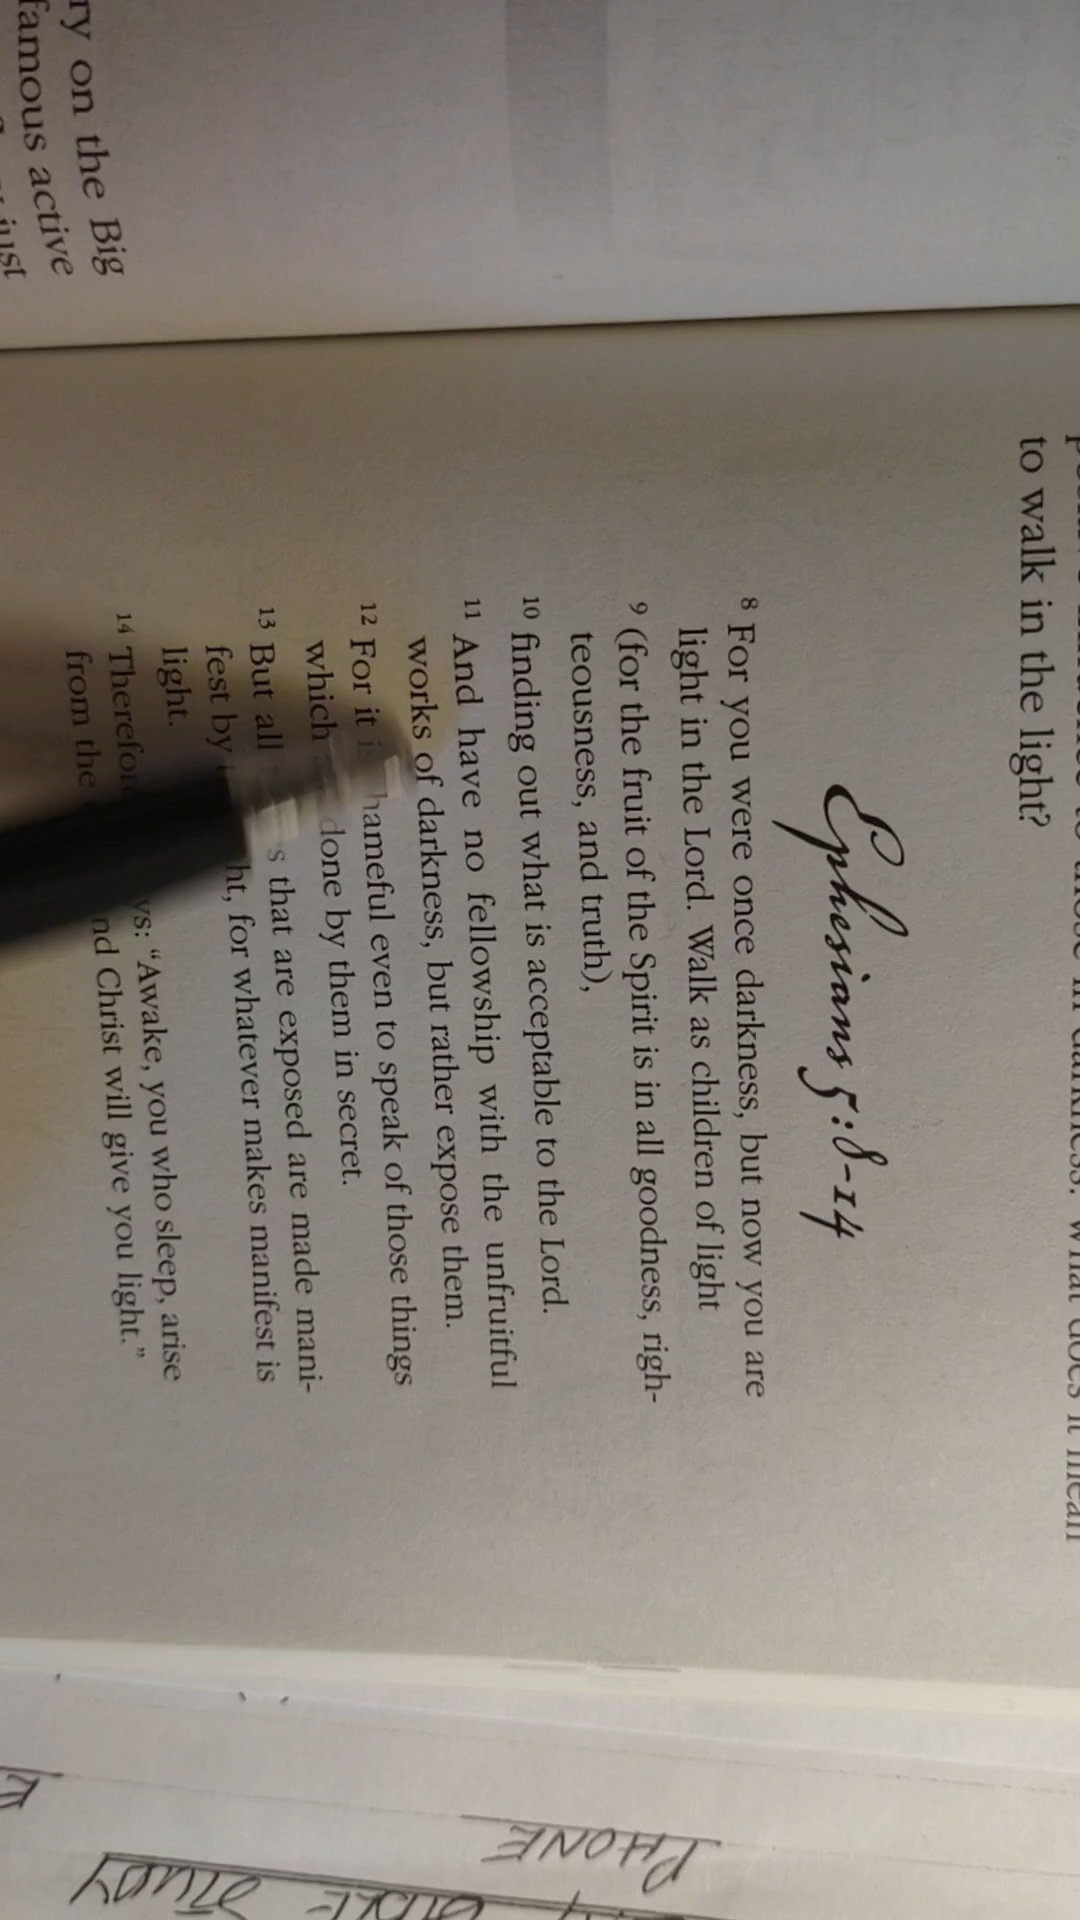 ry on the Big
famous active
just
to walk in the light?
Ephesians 5:8-14
8 For you were once darkness, but now you are
light in the Lord. Walk as children of light
9 (for the fruit of the Spirit is in all goodness, righ-
teousness, and truth),
10 finding out what is acceptable to the Lord.
11 And have no fellowship with the unfruitful
works of darkness, but rather expose them.
12 For it is hameful even to speak of those things
which done by them in secret.
13 But all s that are exposed are made mani-
fest by ht, for whatever makes manifest is
light.
14 Therefor ys: “Awake, you who sleep, arise
from the nd Christ will give you light.”
PHONE
BIBLE STUDY